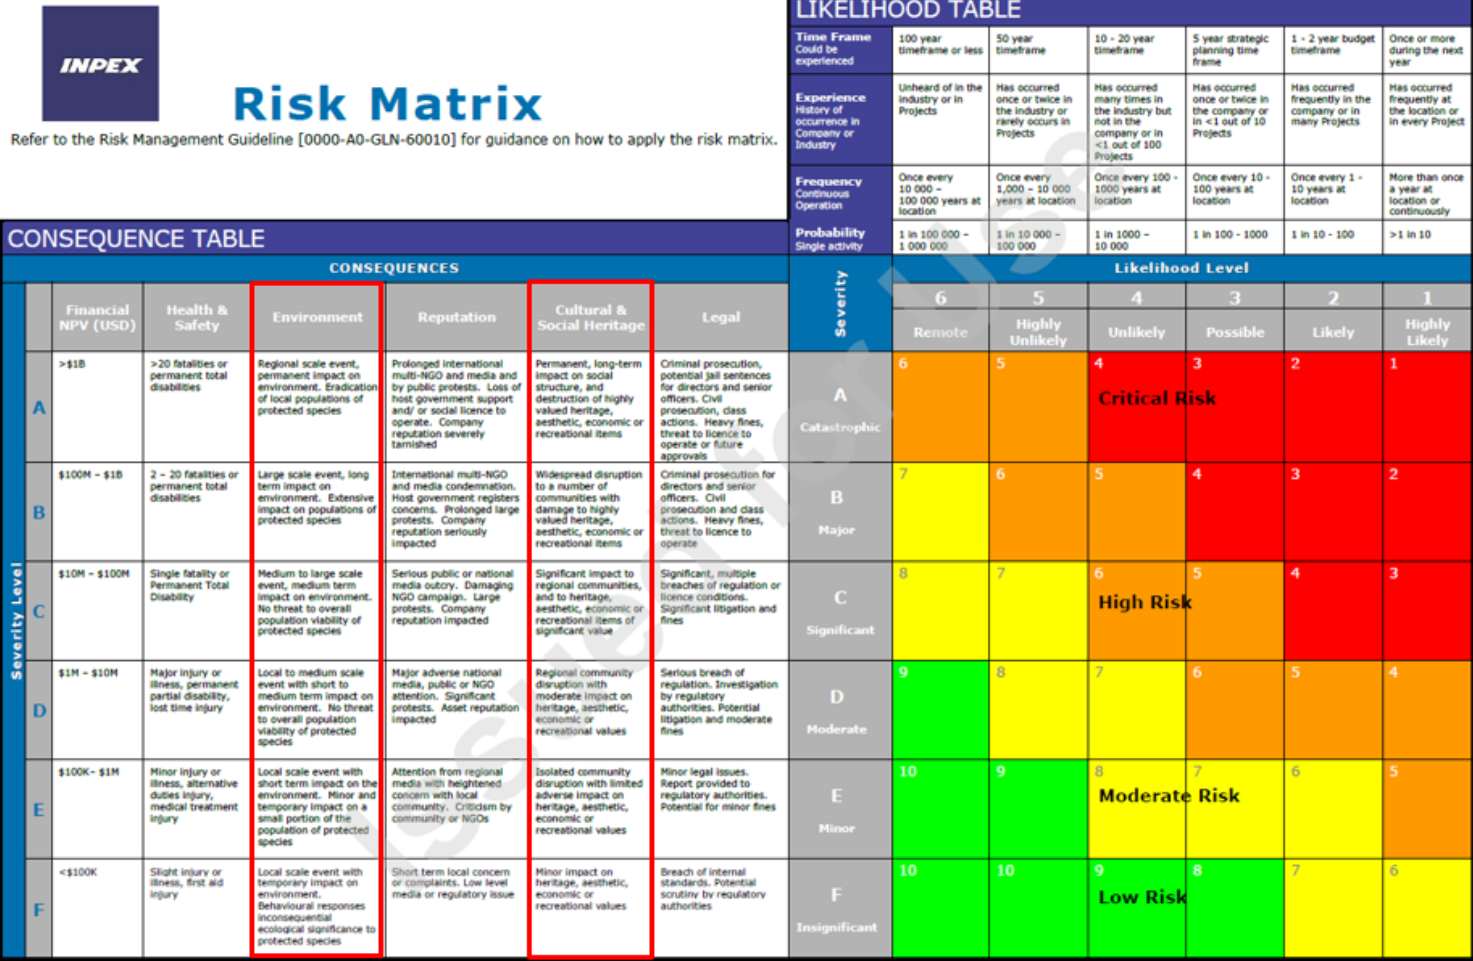 INPEX
Risk Matrix
Refer to the Risk Management Guideline [0000-A0-GLN-60010] for guidance on how to apply the risk matrix.
LIKELIHOOD TABLE
Time Frame
Could be
experienced
100 year
timeframe or less
50 year
timeframe
10 - 20 year
timeframe
5 year strategic
planning time
frame
1 - 2 year budget
timeframe
Once or more
during the next
year
Experience
History of
occurrence in
Company or
Industry
Unheard of in the
industry or in
Projects
Has occurred
once or twice in
the industry or
rarely occurs in
Projects
Has occurred
many times in
the industry but
not in the
company or in
<1 out of 100
Projects
Has occurred
once or twice in
the company or
in <1 out of 10
Projects
Has occurred
frequently in the
company or in
many Projects
Has occurred
frequently at
the location or
in every Project
Frequency
Continuous
Operation
Once every
10 000 –
100 000 years at
location
Once every
1,000 – 10 000
years at location
Once every 100 -
1000 years at
location
Once every 10 -
100 years at
location
Once every 1 -
10 years at
location
More than once
a year at
location or
continuously
Probability
Single activity
1 in 100 000 –
1 000 000
1 in 10 000 –
100 000
1 in 1000 –
10 000
1 in 100 - 1000
1 in 10 - 100
>1 in 10
CONSEQUENCE TABLE
CONSEQUENCES
Severity
Likelihood Level
Financial
NPV (USD)
Health &
Safety
Environment
Reputation
Cultural &
Social Heritage
Legal
6
Remote
5
Highly
Unlikely
4
Unlikely
3
Possible
2
Likely
1
Highly
Likely
Severity Level
A
>$1B
>20 fatalities or
permanent total
disabilities
Regional scale event,
permanent impact on
environment. Eradication
of local populations of
protected species
Prolonged international
multi-NGO and media and
by public protests. Loss of
host government support
and/ or social licence to
operate. Company
reputation severely
tarnished
Permanent, long-term
impact on social
structure, and
destruction of highly
valued heritage,
aesthetic, economic or
recreational items
Criminal prosecution,
potential jail sentences
for directors and senior
officers. Civil
prosecution, class
actions. Heavy fines,
threat to licence to
operate or future
approvals
A
Catastrophic
6
5
4
Critical Risk
3
2
1
B
$100M – $1B
2 – 20 fatalities or
permanent total
disabilities
Large scale event, long
term impact on
environment. Extensive
impact on populations of
protected species
International multi-NGO
and media condemnation.
Host government registers
concerns. Prolonged large
protests. Company
reputation seriously
impacted
Widespread disruption
to a number of
communities with
damage to highly
valued heritage,
aesthetic, economic or
recreational items
Criminal prosecution for
directors and senior
officers. Civil
prosecution and class
actions. Heavy fines,
threat to licence to
operate
B
Major
7
6
5
4
3
2
C
$10M – $100M
Single fatality or
Permanent Total
Disability
Medium to large scale
event, medium term
impact on environment.
No threat to overall
population viability of
protected species
Serious public or national
media outcry. Damaging
NGO campaign. Large
protests. Company
reputation impacted
Significant impact to
regional communities,
and to heritage,
aesthetic, economic or
recreational items of
significant value
Significant, multiple
breaches of regulation or
licence conditions.
Significant litigation and
fines
C
Significant
8
7
6
High Risk
5
4
3
D
$1M – $10M
Major injury or
illness, permanent
partial disability,
lost time injury
Local to medium scale
event with short to
medium term impact on
environment. No threat
to overall population
viability of protected
species
Major adverse national
media, public or NGO
attention. Significant
protests. Asset reputation
impacted
Regional community
disruption with
moderate impact on
heritage, aesthetic,
economic or
recreational values
Serious breach of
regulation. Investigation
by regulatory
authorities. Potential
litigation and moderate
fines
D
Moderate
9
8
7
6
5
4
E
$100K– $1M
Minor injury or
illness, alternative
duties injury,
medical treatment
injury
Local scale event with
short term impact on the
environment. Minor and
temporary impact on a
small portion of the
population of protected
species
Attention from regional
media with heightened
concern with local
community. Criticism by
community or NGOs
Isolated community
disruption with limited
adverse impact on
heritage, aesthetic,
economic or
recreational values
Minor legal issues.
Report provided to
regulatory authorities.
Potential for minor fines
E
Minor
10
9
8
Moderate Risk
7
6
5
F
<$100K
Slight injury or
illness, first aid
injury
Local scale event with
temporary impact on
environment.
Behavioural responses
inconsequential
ecological significance to
protected species
Short term local concern
or complaints. Low level
media or regulatory issue
Minor impact on
heritage, aesthetic,
economic or
recreational values
Breach of internal
standards. Potential
scrutiny by regulatory
authorities
F
Insignificant
10
10
9
Low Risk
8
7
6
Issued for Use